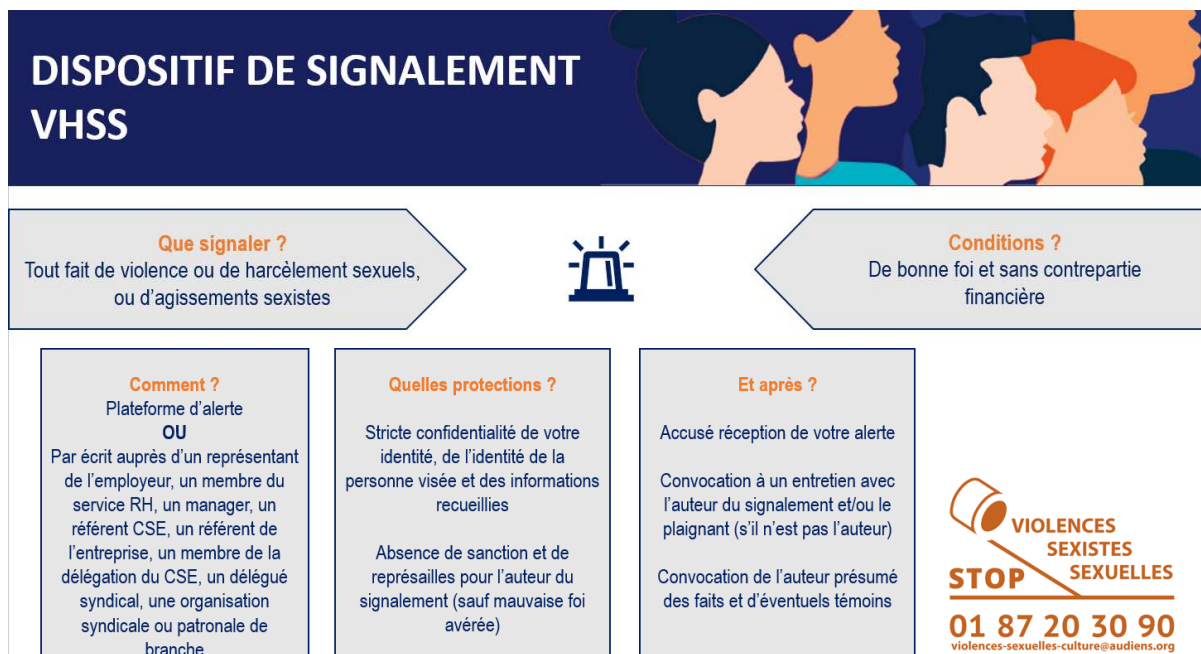 DISPOSITIF DE SIGNALEMENT
VHSS
Que signaler ?
Tout fait de violence ou de harcèlement sexuels,
ou d’agissements sexistes
Conditions ?
De bonne foi et sans contrepartie
financière
Comment ?
Plateforme d’alerte
OU
Par écrit auprès d’un représentant
de l’employeur, un membre du
service RH, un manager, un
référent CSE, un référent de
l’entreprise, un membre de la
délégation du CSE, un délégué
syndical, une organisation
syndicale ou patronale de
branche
Quelles protections ?
Stricte confidentialité de votre
identité, de l’identité de la
personne visée et des informations
recueillies
Absence de sanction et de
représailles pour l’auteur du
signalement (sauf mauvaise foi
avérée)
Et après ?
Accusé réception de votre alerte
Convocation à un entretien avec
l’auteur du signalement et/ou le
plaignant (s’il n’est pas l’auteur)
Convocation de l’auteur présumé
des faits et d’éventuels témoins
VIOLENCES
SEXISTES
STOP SEXUELLES
01 87 20 30 90
violences-sexuelles-culture@audiens.org